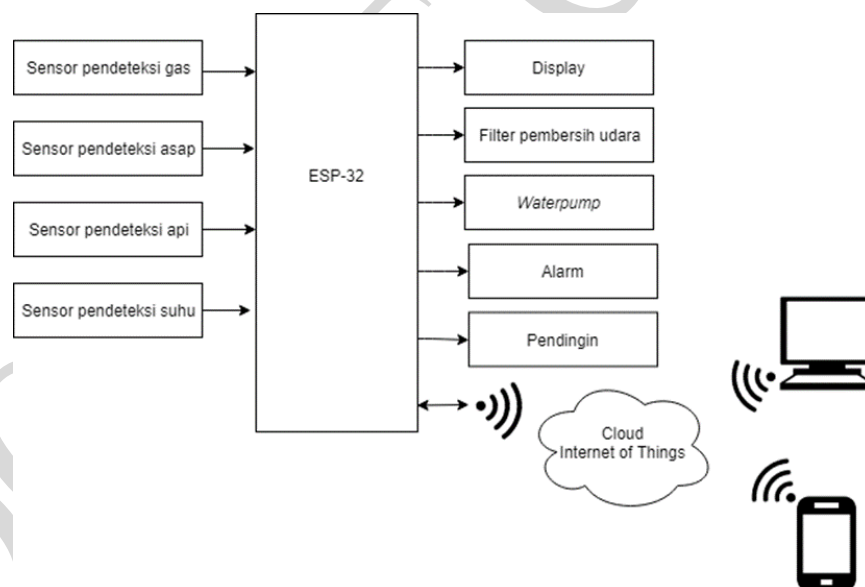 Sensor pendeteksi gas
Sensor pendeteksi asap
Sensor pendeteksi api
Sensor pendeteksi suhu
ESP-32
Display
Filter pembersih udara
Waterpump
Alarm
Pendingin
Cloud
Internet of Things